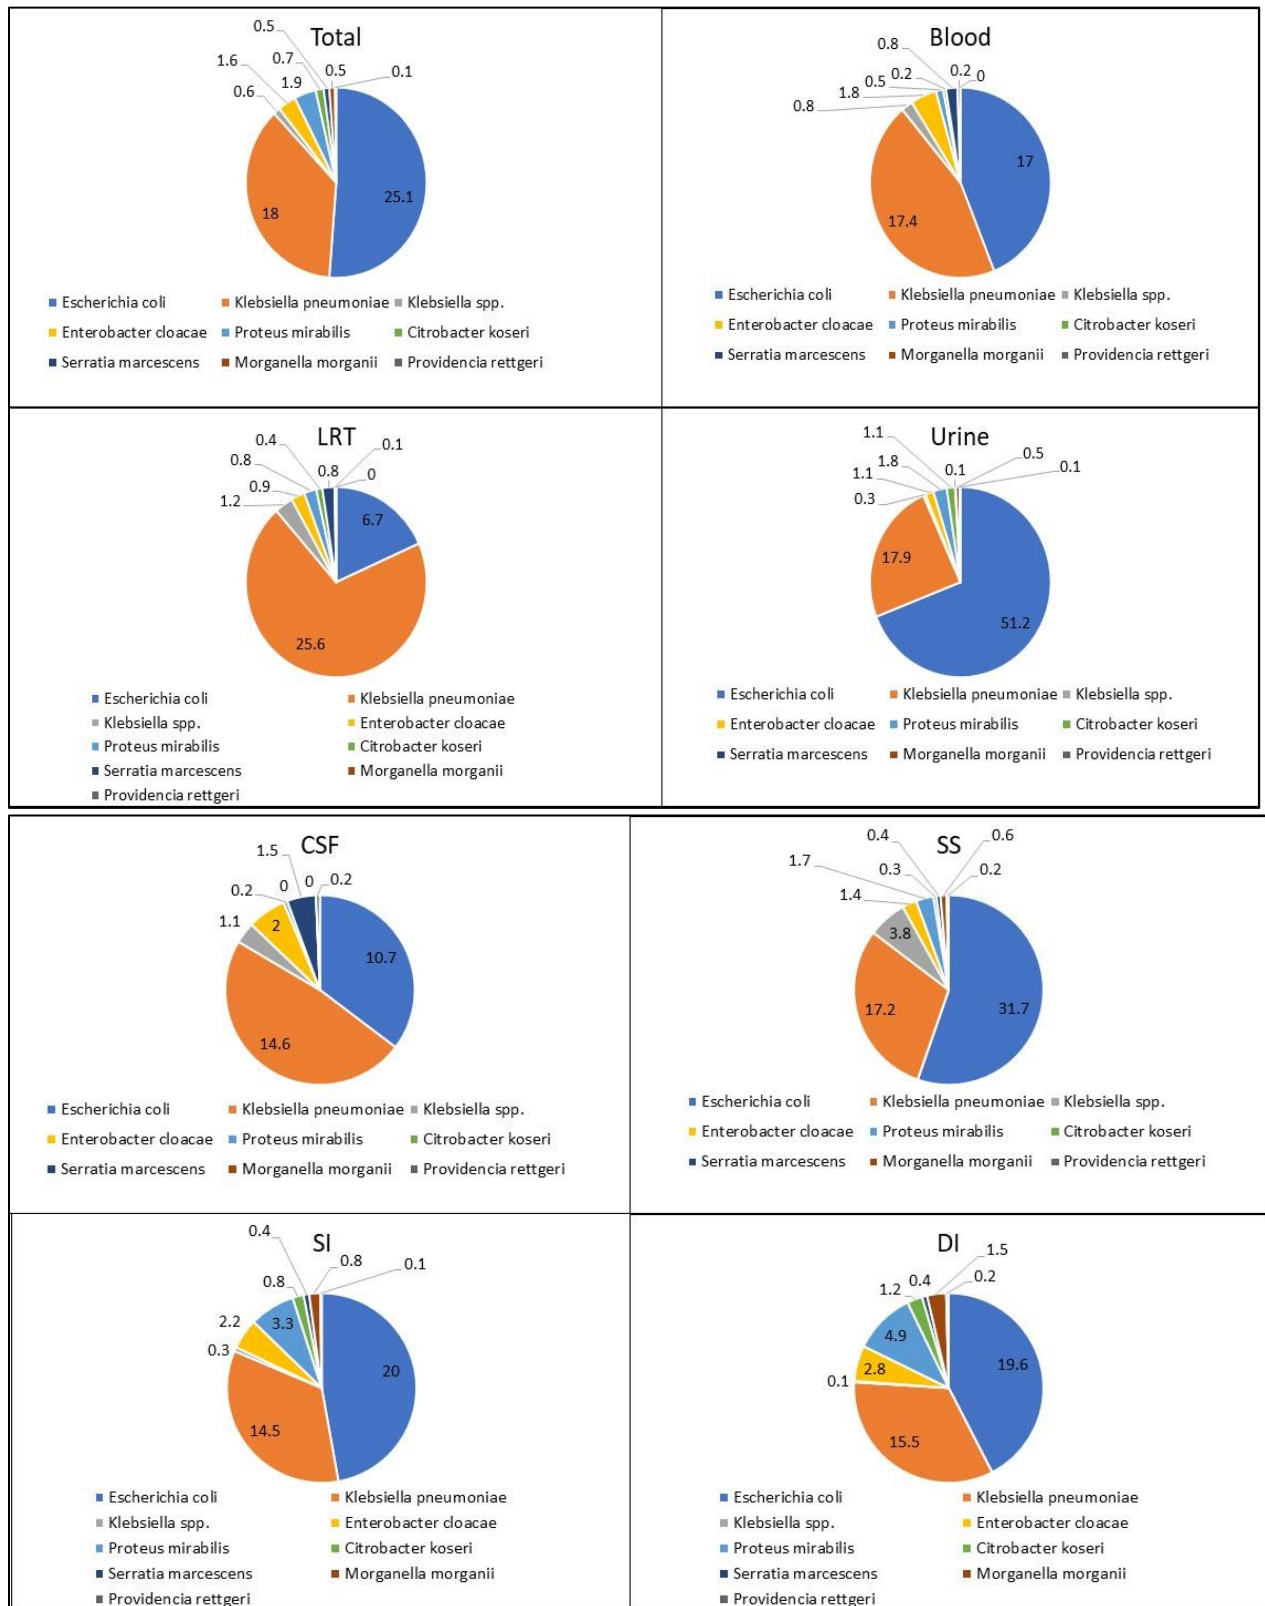 Total
0.5
0.7
0.5
0.1
1.6
1.9
0.6
25.1
18
Escherichia coli Klebsiella pneumoniae Klebsiella spp.
Enterobacter cloacae Proteus mirabilis Citrobacter koseri
Serratia marcescens Morganella morganii Providencia rettgeri
Blood
0.8
0.2
0.2
0
0.5
1.8
0.8
17
17.4
Escherichia coli Klebsiella pneumoniae Klebsiella spp.
Enterobacter cloacae Proteus mirabilis Citrobacter koseri
Serratia marcescens Morganella morganii Providencia rettgeri
LRT
0.4
0.1
0.8
0.8
0
0.9
1.2
6.7
25.6
Escherichia coli Klebsiella pneumoniae
Klebsiella spp. Enterobacter cloacae
Proteus mirabilis Citrobacter koseri
Serratia marcescens Morganella morganii
Providencia rettgeri
Urine
1.1
0.5
1.8
0.1
0.1
1.1
0.3
17.9
51.2
Escherichia coli Klebsiella pneumoniae Klebsiella spp.
Enterobacter cloacae Proteus mirabilis Citrobacter koseri
Serratia marcescens Morganella morganii Providencia rettgeri
CSF
1.5
0
0
0.2
0.2
1.1
2
10.7
14.6
Escherichia coli Klebsiella pneumoniae Klebsiella spp.
Enterobacter cloacae Proteus mirabilis Citrobacter koseri
Serratia marcescens Morganella morganii Providencia rettgeri
SS
0.4
0.6
1.7
0.3
0.2
1.4
3.8
17.2
31.7
Escherichia coli Klebsiella pneumoniae Klebsiella spp.
Enterobacter cloacae Proteus mirabilis Citrobacter koseri
Serratia marcescens Morganella morganii Providencia rettgeri
SI
0.4
0.8
0.8
0.1
2.2
3.3
0.3
20
14.5
Escherichia coli Klebsiella pneumoniae
Klebsiella spp. Enterobacter cloacae
Proteus mirabilis Citrobacter koseri
Serratia marcescens Morganella morganii
Providencia rettgeri
DI
1.5
0.4
0.2
1.2
4.9
2.8
0.1
19.6
15.5
Escherichia coli Klebsiella pneumoniae
Klebsiella spp. Enterobacter cloacae
Proteus mirabilis Citrobacter koseri
Serratia marcescens Morganella morganii
Providencia rettgeri